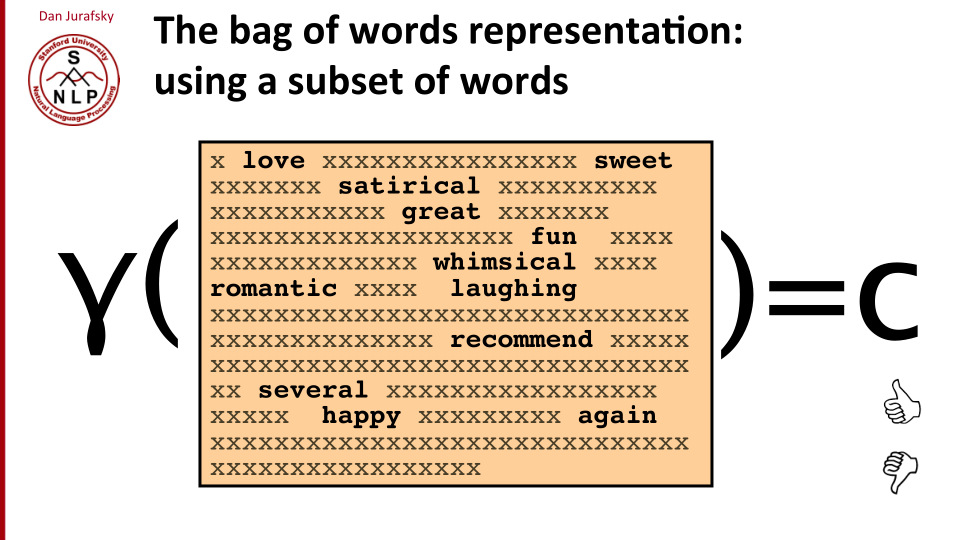 Dan Jurafsky
Stanford University
S
NLP
Natural Language Processing
The bag of words representation:
using a subset of words
x love xxxxxxxxxxxxxxxx sweet
xxxxxxx satirical xxxxxxxxxx
xxxxxxxxxxx great xxxxxxx
xxxxxxxxxxxxxxxxxxx fun  xxxx
xxxxxxxxxxxxx whimsical xxxx
romantic xxxx  laughing
xxxxxxxxxxxxxxxxxxxxxxxxxxxxxx
xxxxxxxxxxxxxx recommend xxxxx
xxxxxxxxxxxxxxxxxxxxxxxxxxxxxx
xx several xxxxxxxxxxxxxxxxx
xxxxx  happy xxxxxxxxx again
xxxxxxxxxxxxxxxxxxxxxxxxxxxxxx
xxxxxxxxxxxxxxxxx
γ( )=c